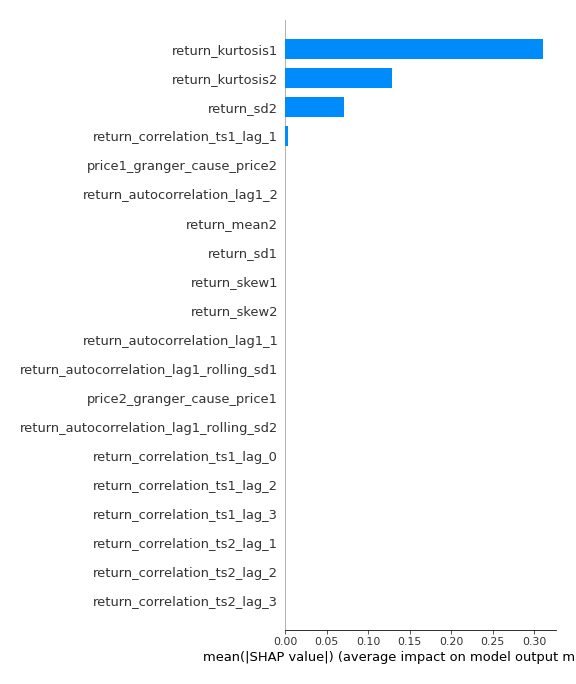 return_kurtosis1
return_kurtosis2
return_sd2
return_correlation_ts1_lag_1
price1_granger_cause_price2
return_autocorrelation_lag1_2
return_mean2
return_sd1
return_skew1
return_skew2
return_autocorrelation_lag1_1
return_autocorrelation_lag1_rolling_sd1
price2_granger_cause_price1
return_autocorrelation_lag1_rolling_sd2
return_correlation_ts1_lag_0
return_correlation_ts1_lag_2
return_correlation_ts1_lag_3
return_correlation_ts2_lag_1
return_correlation_ts2_lag_2
return_correlation_ts2_lag_3
0.00 0.05 0.10 0.15 0.20 0.25 0.30
mean(|SHAP value|) (average impact on model output m